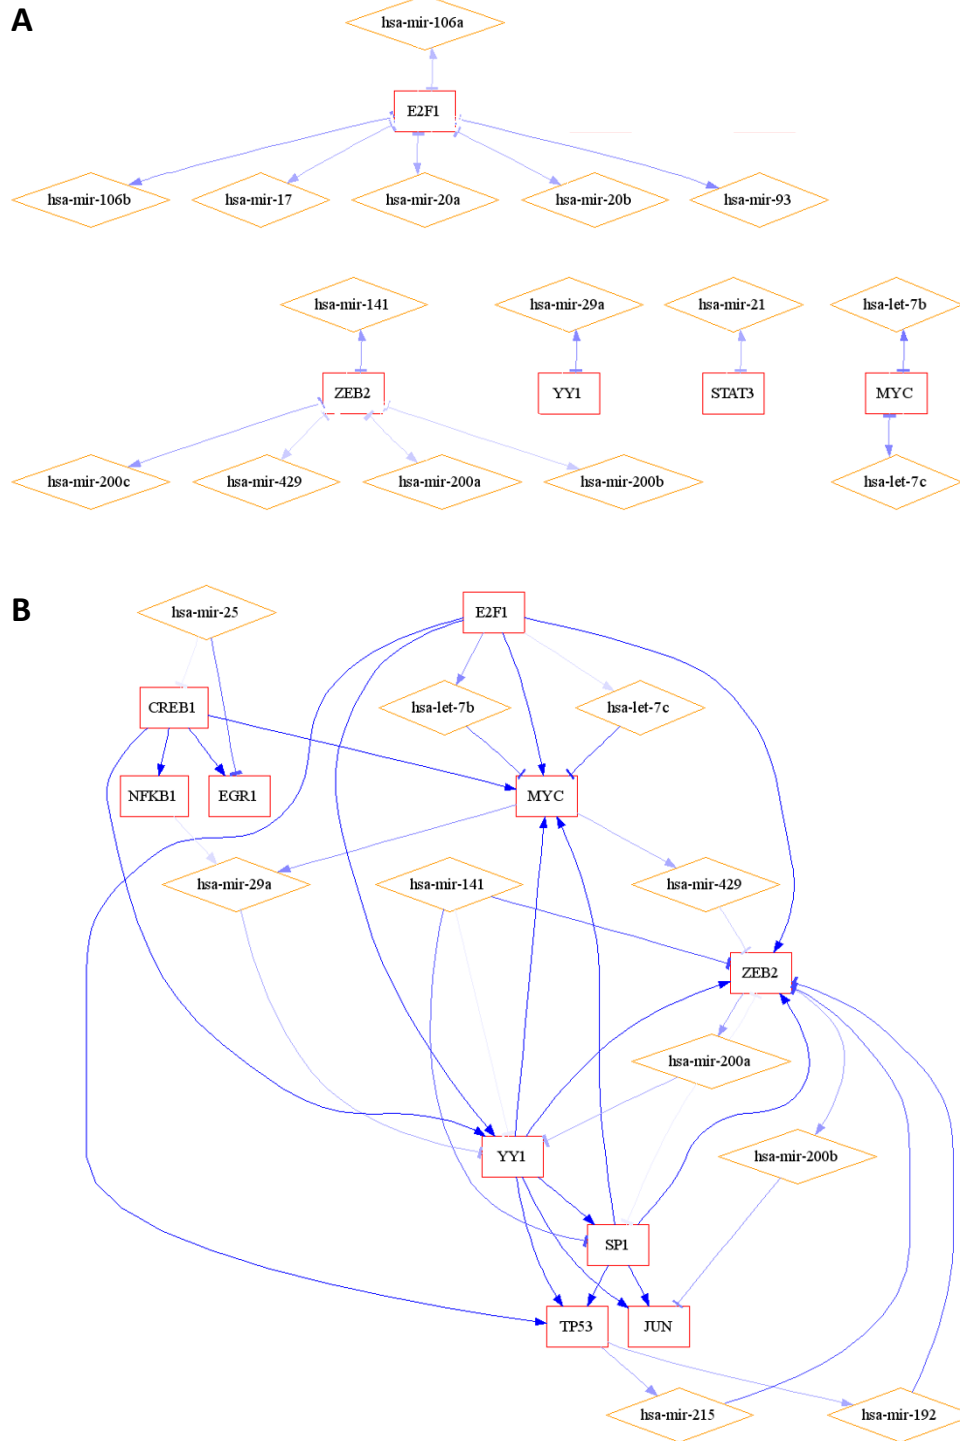 A
hsa-mir-106a
E2F1
hsa-mir-106b hsa-mir-17 hsa-mir-20a hsa-mir-20b hsa-mir-93
hsa-mir-141 hsa-mir-29a hsa-mir-21 hsa-let-7b
ZEB2 YY1 STAT3 MYC
hsa-mir-200c hsa-mir-429 hsa-mir-200a hsa-mir-200b hsa-let-7c
B
hsa-mir-25 E2F1
CREB1 hsa-let-7b hsa-let-7c
NFKB1 EGR1 MYC
hsa-mir-29a hsa-mir-141 hsa-mir-429
ZEB2
hsa-mir-200a
YY1 hsa-mir-200b
SP1
TP53 JUN
hsa-mir-215 hsa-mir-192